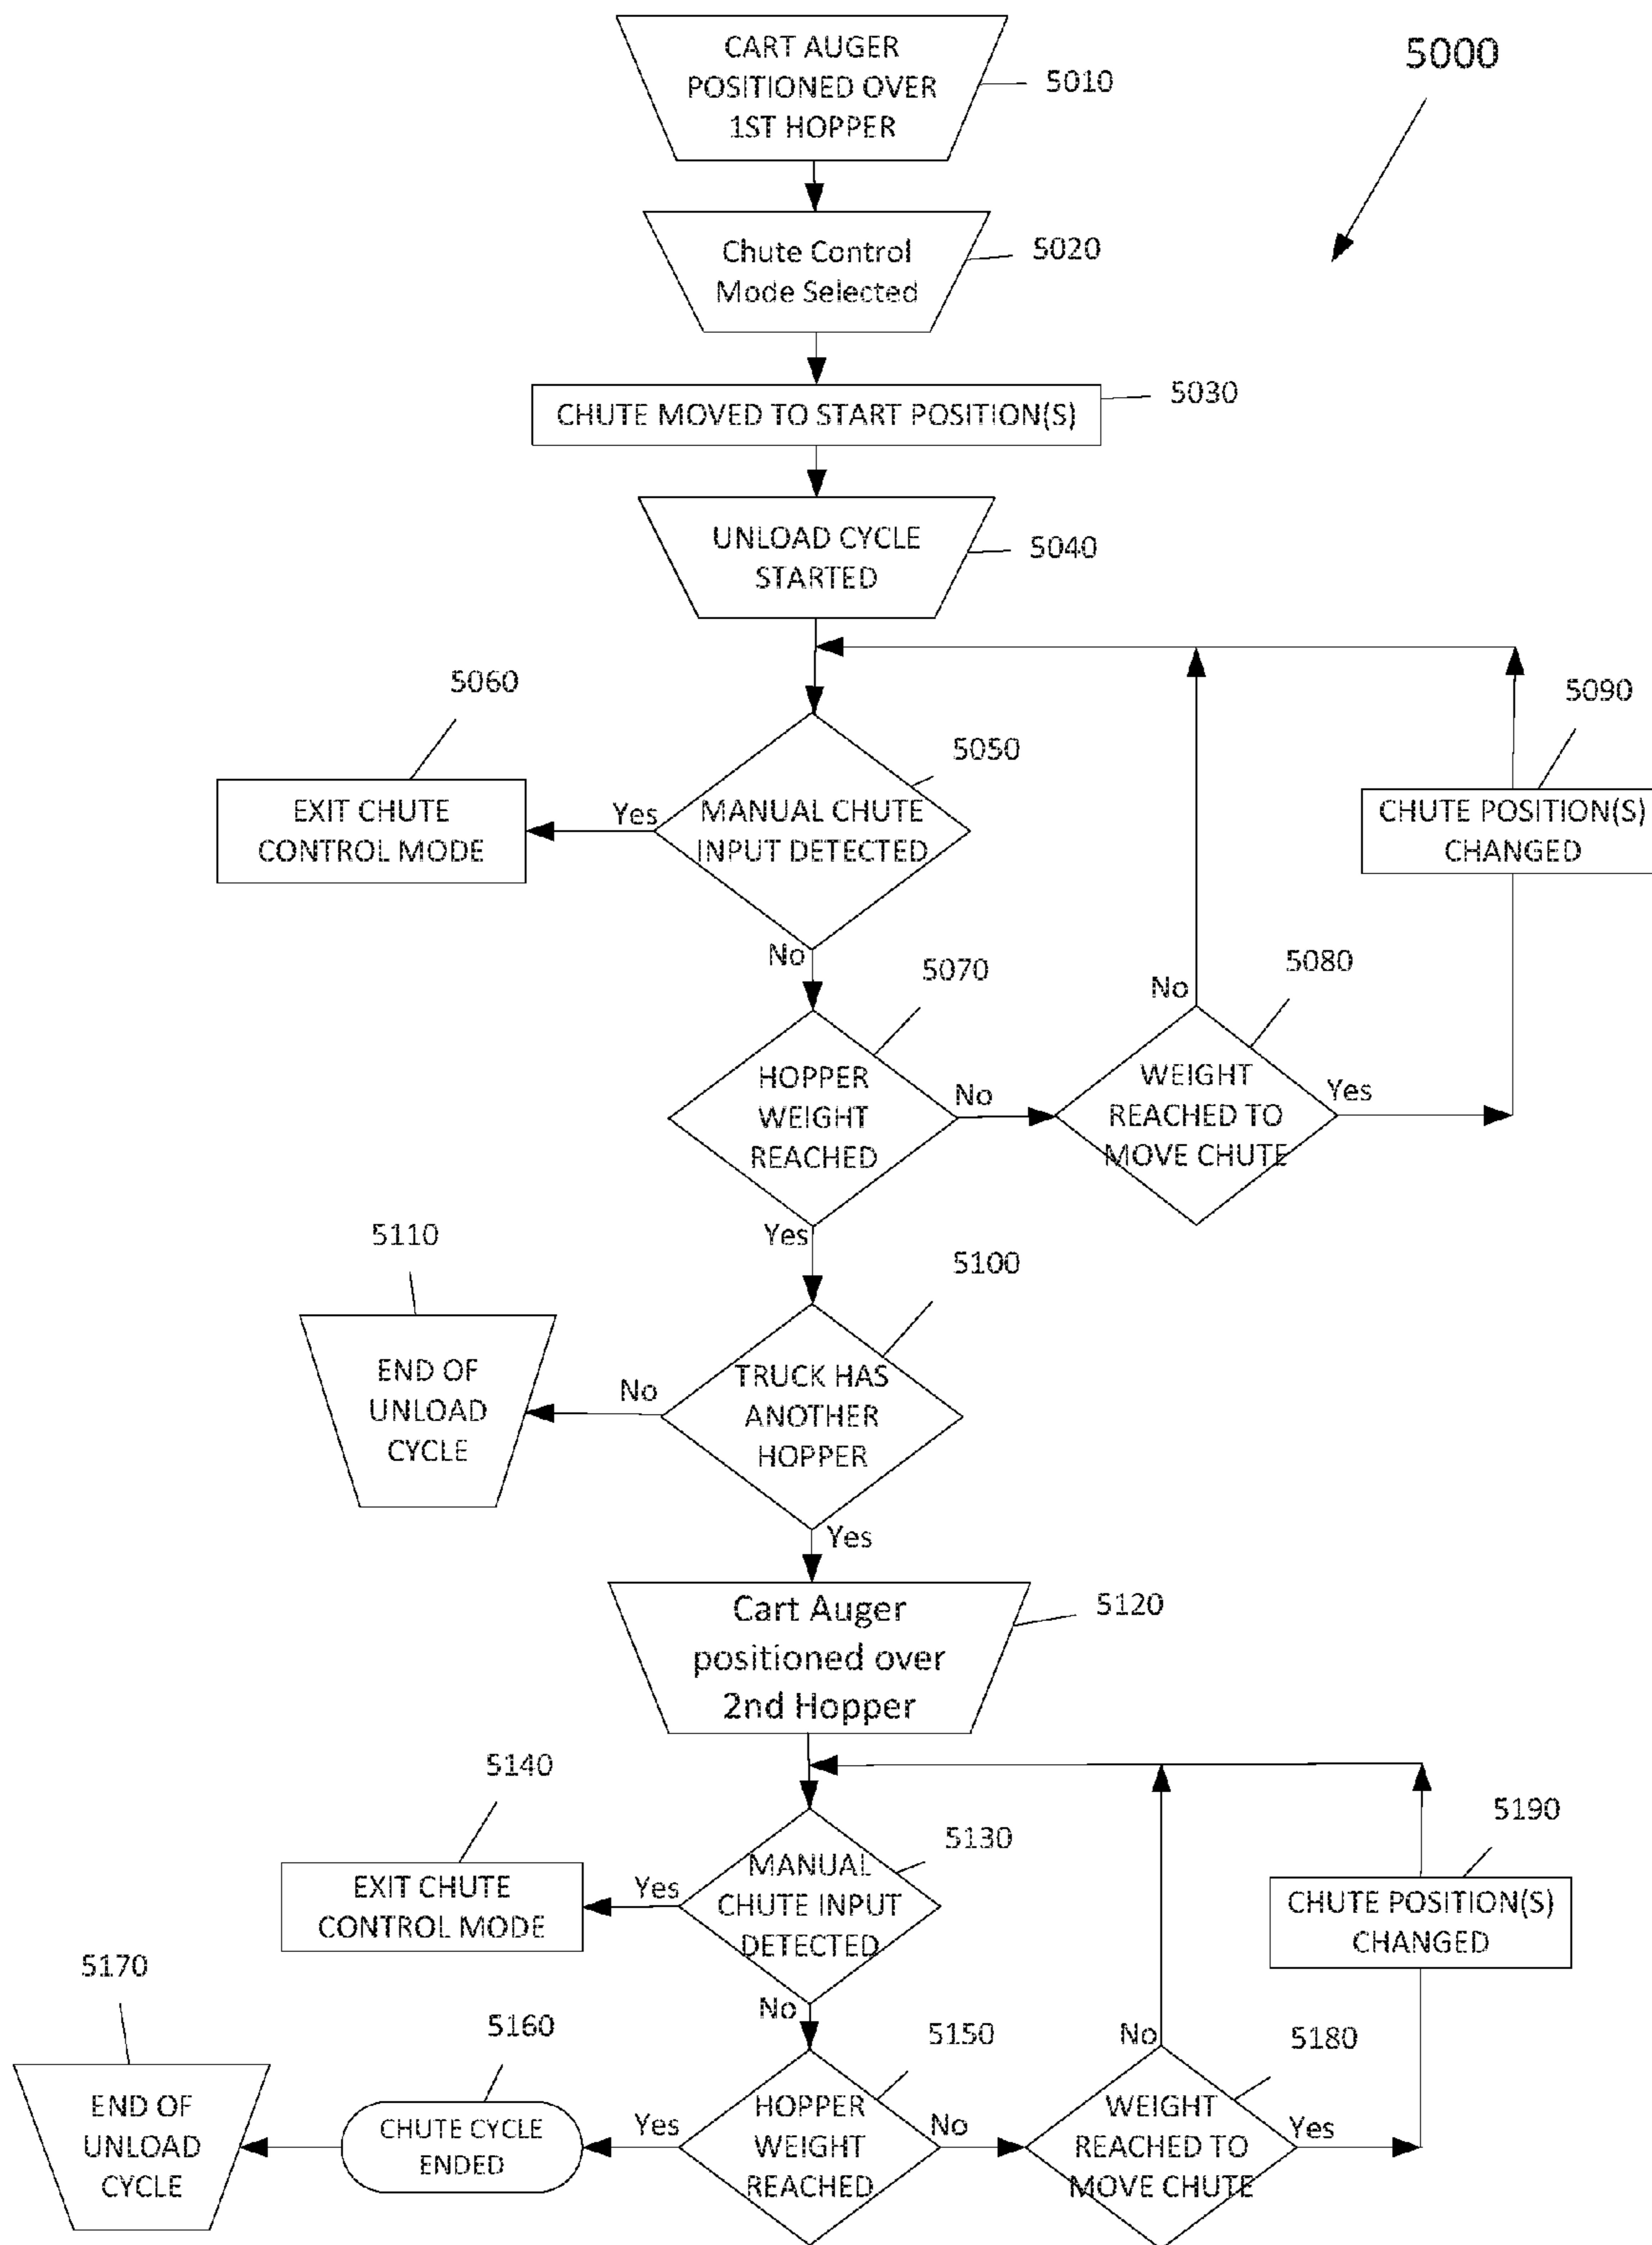 CART AUGER
POSITIONED OVER
1ST HOPPER
5010
5000
Chute Control
Mode Selected
5020
CHUTE MOVED TO START POSITION(S)
5030
UNLOAD CYCLE
STARTED
5040
5060
EXIT CHUTE
CONTROL MODE
Yes
MANUAL CHUTE
INPUT DETECTED
5050
5090
CHUTE POSITION(S)
CHANGED
No
5070
HOPPER
WEIGHT
REACHED
No
No
5080
WEIGHT
REACHED TO
MOVE CHUTE
Yes
Yes
5110
END OF
UNLOAD
CYCLE
No
5100
TRUCK HAS
ANOTHER
HOPPER
Yes
Cart Auger
positioned over
2nd Hopper
5120
5140
EXIT CHUTE
CONTROL MODE
Yes
MANUAL
CHUTE INPUT
DETECTED
5130
5190
CHUTE POSITION(S)
CHANGED
No
5170
END OF
UNLOAD
CYCLE
5160
CHUTE CYCLE
ENDED
Yes
5150
HOPPER
WEIGHT
REACHED
No
No
5180
WEIGHT
REACHED TO
MOVE CHUTE
Yes